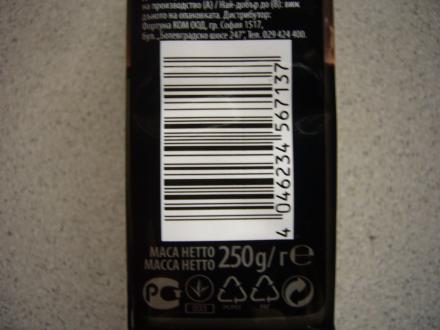 на производство (A) / Най-добър до (B): виж
дъното на опаковката. Дистрибутор:
Фортуна КОМ ООД, гр. София 1517,
бул. „Ботевградско шосе 247", Тел. 029 424 400.
4 046234 567137
МАСА НЕТТО
МАССА НЕТТО 250g/ г℮